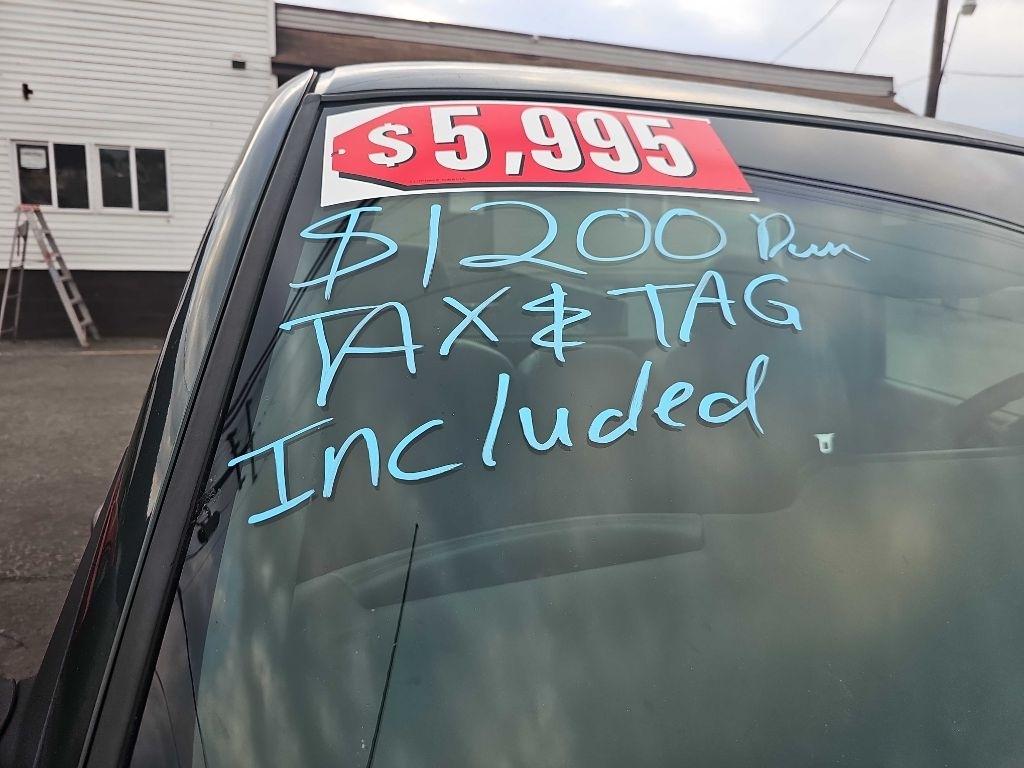 $5,995
$1200 Dwn
TAX & TAG
Included